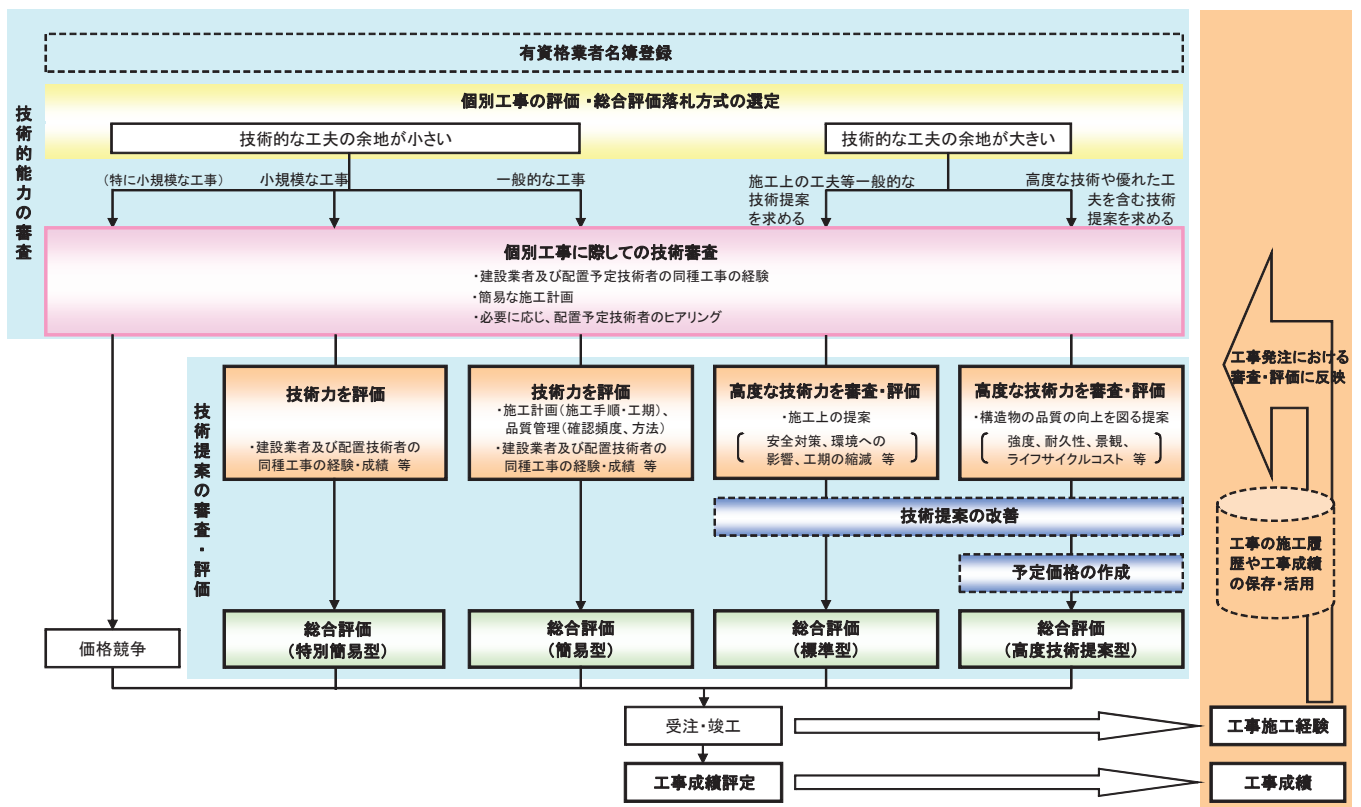 有資格業者名簿登録
個別工事の評価・総合評価落札方式の選定
技術的な工夫の余地が小さい
技術的な工夫の余地が大きい
技術的能力の審査
（特に小規模な工事）
小規模な工事
一般的な工事
施工上の工夫等一般的な
技術提案
を求める
高度な技術や優れた工
夫を含む技術
提案を求める
個別工事に際しての技術審査
・建設業者及び配置予定技術者の同種工事の経験
・簡易な施工計画
・必要に応じ、配置予定技術者のヒアリング
技術提案の審査・評価
技術力を評価
・建設業者及び配置技術者の
同種工事の経験・成績 等
技術力を評価
・施工計画（施工手順・工期）、
品質管理（確認頻度、方法）
・建設業者及び配置技術者の
同種工事の経験・成績 等
高度な技術力を審査・評価
・施工上の提案
安全対策、環境への
影響、工期の縮減 等
高度な技術力を審査・評価
・構造物の品質の向上を図る提案
強度、耐久性、景観、
ライフサイクルコスト 等
技術提案の改善
予定価格の作成
価格競争
総合評価
（特別簡易型）
総合評価
（簡易型）
総合評価
（標準型）
総合評価
（高度技術提案型）
受注・竣工
工事成績評定
工事発注における
審査・評価に反映
工事の施工履
歴や工事成績
の保存・活用
工事施工経験
工事成績